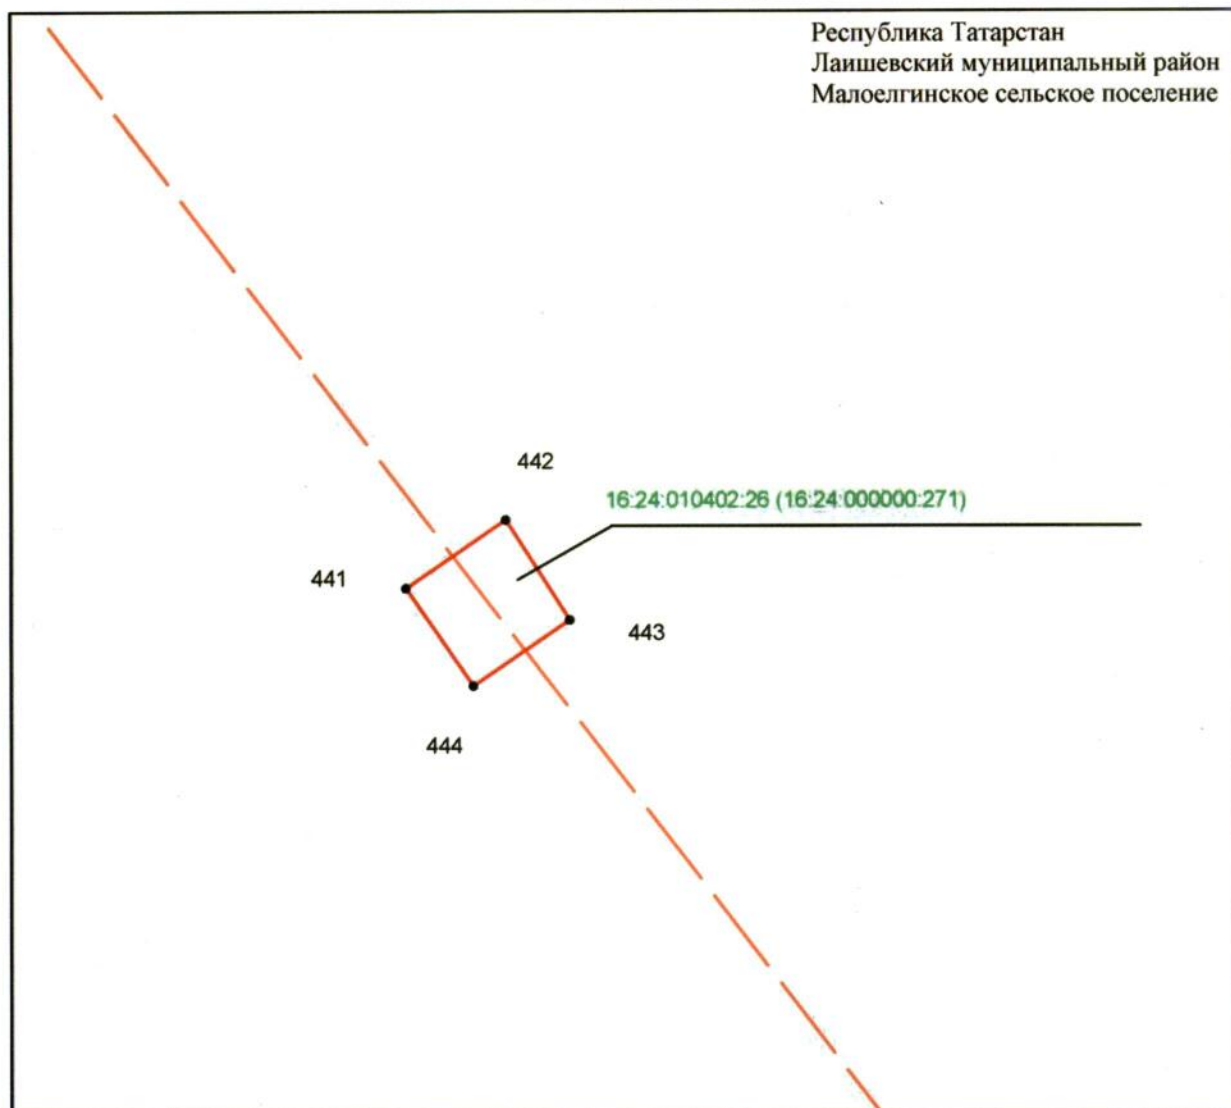 Республика Татарстан
Лаишевский муниципальный район
Малоелгинское сельское поселение
442
16:24:010402:26 (16:24:000000:271)
441
443
444